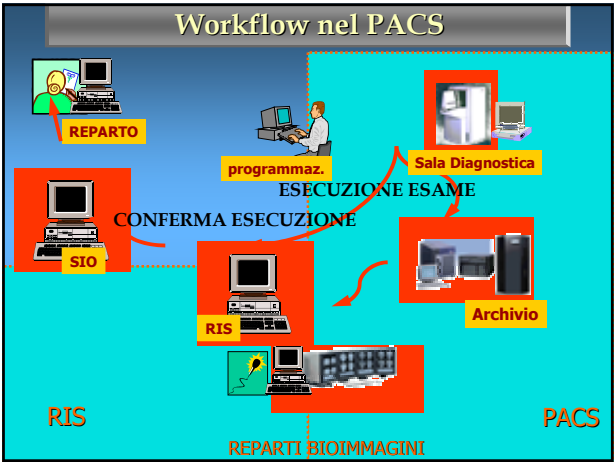 Workflow nel PACS
REPARTO
programmaz.
Sala Diagnostica
ESECUZIONE ESAME
CONFERMA ESECUZIONE
SIO
RIS
Archivio
RIS
PACS
REPARTI BIOIMMAGINI